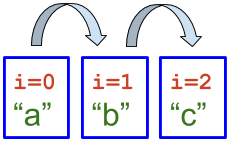 i=0
“a”
i=1
“b”
i=2
“c”